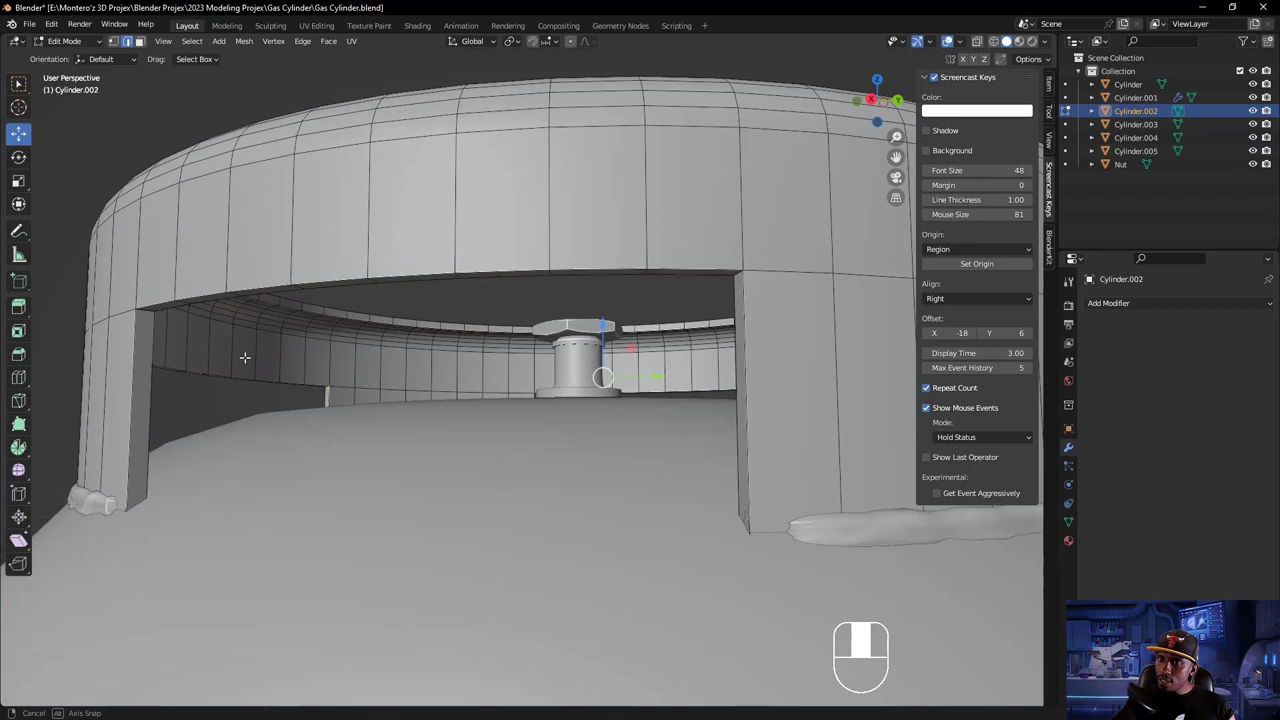 Blender* [E:\Montero'z 3D Projex\Blender Projex\2023 Modeling Projex\Gas Cylinder\Gas Cylinder.blend]
File Edit Render Window Help Layout Modeling Sculpting UV Editing Texture Paint Shading Animation Rendering Compositing Geometry Nodes Scripting + Scene ViewLayer
Edit Mode View Select Add Mesh Vertex Edge Face UV Global
Orientation: Default Drag: Select Box X Y Z Options
User Perspective
(1) Cylinder.002
Z
Y
X
Screencast Keys
Color:
Shadow
Background
Font Size 48
Margin 0
Line Thickness 1.00
Mouse Size 81
Origin:
Region
Set Origin
Align:
Right
Offset:
X -18 Y 6
Display Time 3.00
Max Event History 5
Repeat Count
Show Mouse Events
Mode:
Hold Status
Show Last Operator
Experimental:
Get Event Aggressively
Item
Tool
View
Screencast Keys
BlenderKit
Scene Collection
Collection
Cylinder
Cylinder.001
Cylinder.002
Cylinder.003
Cylinder.004
Cylinder.005
Nut
Cylinder.002
Add Modifier
Cancel Alt Axis Snap